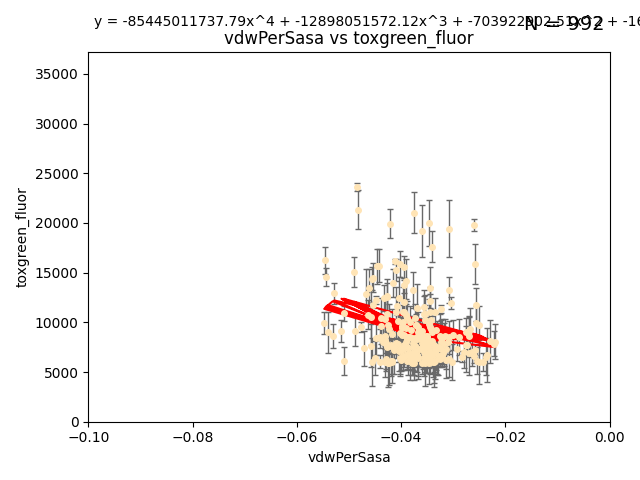 y = -85445011737.79x^4 + -12898051572.12x^3 + + -16
N = 992
vdwPerSasa vs toxgreen_fluor
35000
30000
25000
20000
15000
10000
5000
0
toxgreen_fluor
−0.10 −0.08 −0.06 −0.04 −0.02 0.00
vdwPerSasa